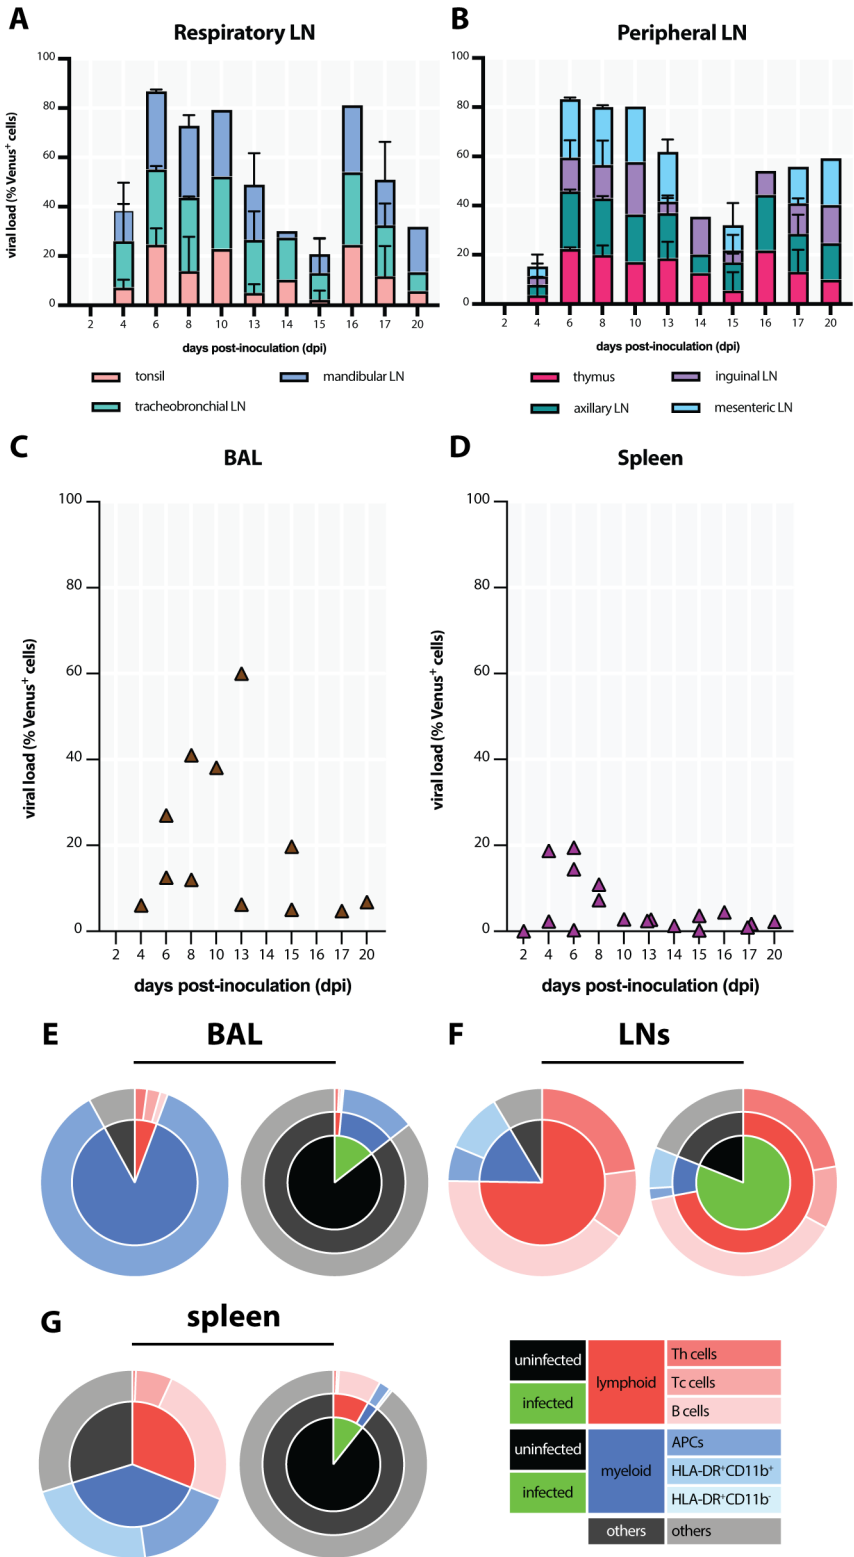 A
Respiratory LN
viral load (% Venus⁺ cells)
100
80
60
40
20
0
2 4 6 8 10 13 14 15 16 17 20
days post-inoculation (dpi)
tonsil
mandibular LN
tracheobronchial LN
B
Peripheral LN
100
80
60
40
20
0
2 4 6 8 10 13 14 15 16 17 20
days post-inoculation (dpi)
thymus
inguinal LN
axillary LN
mesenteric LN
C
BAL
viral load (% Venus⁺ cells)
100
80
60
40
20
0
2 4 6 8 10 13 14 15 16 17 20
days post-inoculation (dpi)
D
Spleen
viral load (% Venus⁺ cells)
100
80
60
40
20
0
2 4 6 8 10 13 14 15 16 17 20
days post-inoculation (dpi)
E
BAL
F
LNs
G
spleen
uninfected
infected
lymphoid
Th cells
Tc cells
B cells
uninfected
infected
myeloid
APCs
HLA-DR⁺CD11b⁺
HLA-DR⁺CD11b⁻
others
others